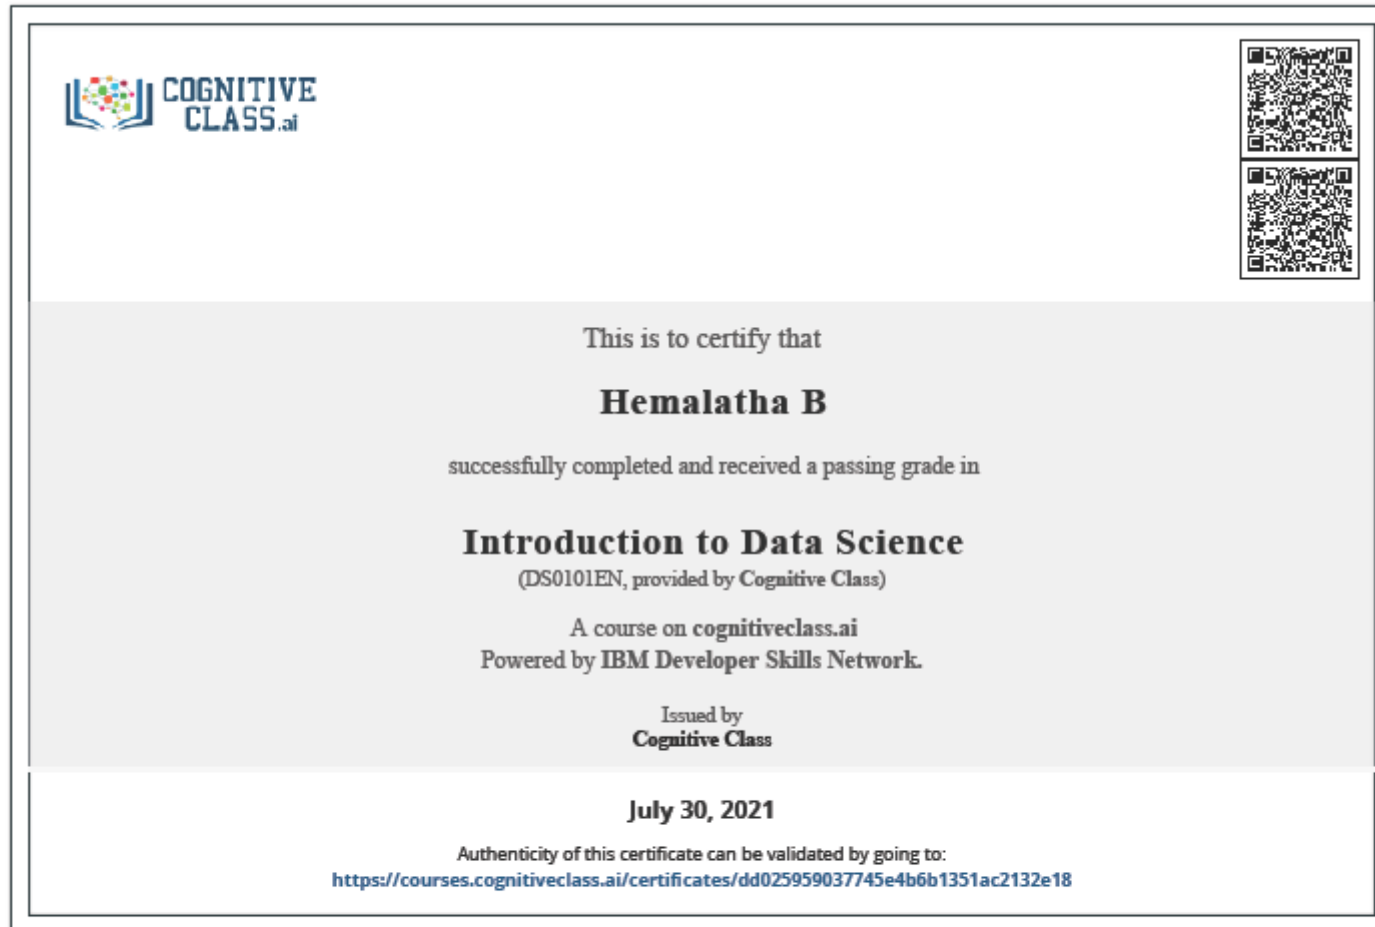 COGNITIVE
CLASS.ai
This is to certify that
Hemalatha B
successfully completed and received a passing grade in
Introduction to Data Science
(DS0101EN, provided by Cognitive Class)
A course on cognitiveclass.ai
Powered by IBM Developer Skills Network.
Issued by
Cognitive Class
July 30, 2021
Authenticity of this certificate can be validated by going to:
https://courses.cognitiveclass.ai/certificates/dd025959037745e4b6b1351ac2132e18